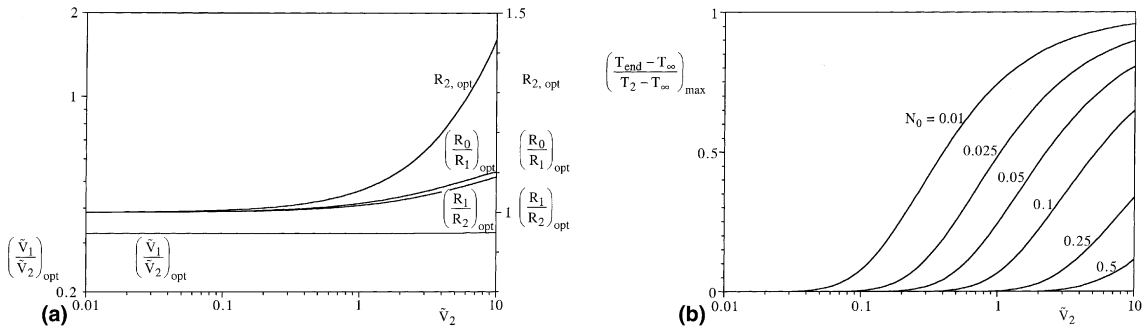 2
1
0.2
R2, opt
(R0/R1)opt
(R1/R2)opt
(Ṽ1/Ṽ2)opt
(Ṽ1/Ṽ2)opt
1.5
R2, opt
(R0/R1)opt
1
(R1/R2)opt
0.01
0.1
1
10
Ṽ2
(a)
1
0.5
0
((Tend − T∞)/(T2 − T∞))max
N0 = 0.01
0.025
0.05
0.1
0.25
0.5
0.01
0.1
1
10
Ṽ2
(b)